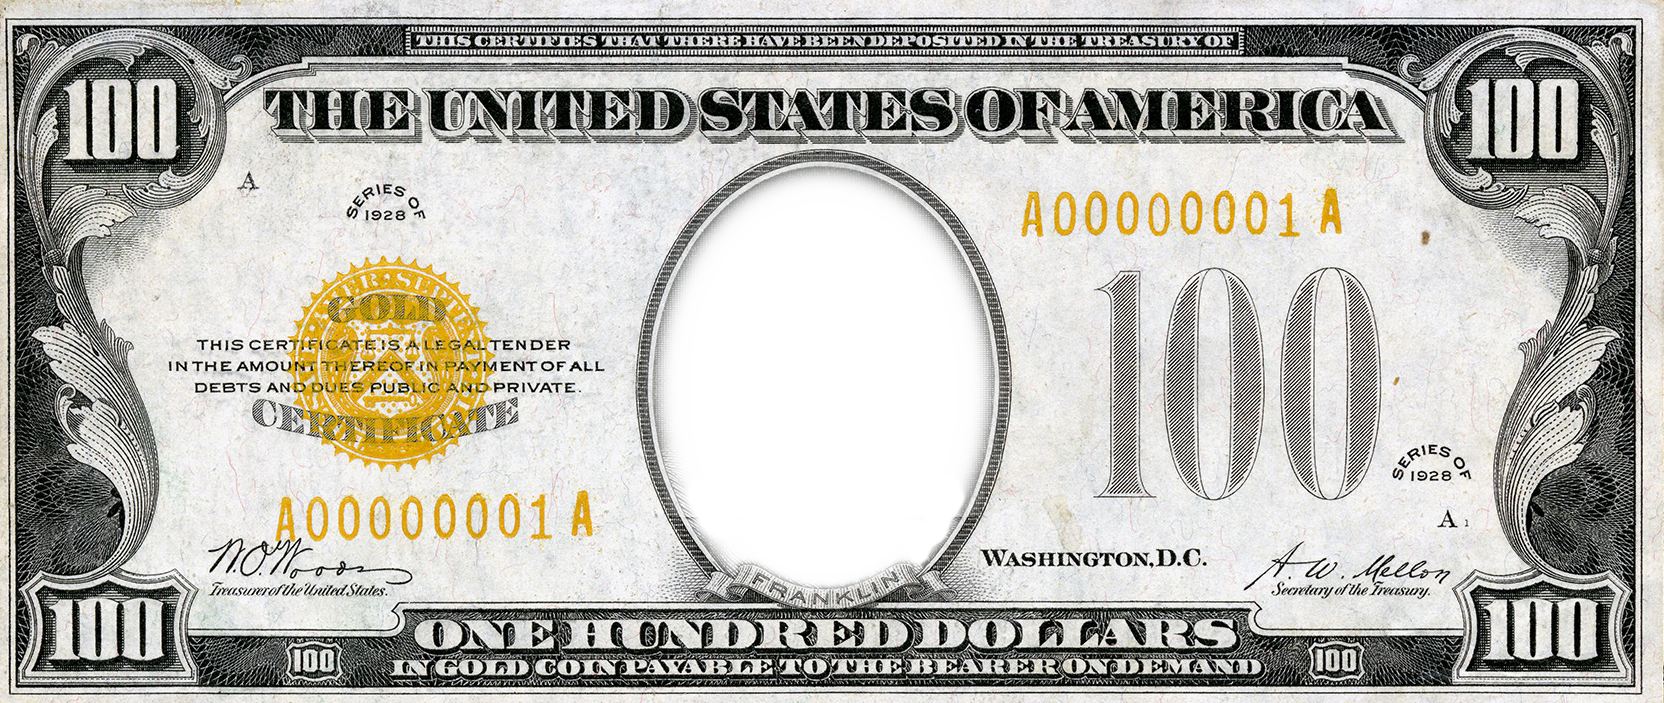 THIS CERTIFIES THAT THERE HAVE BEEN DEPOSITED IN THE TREASURY OF
100
100
THE UNITED STATES OF AMERICA
A
SERIES OF
1928
A00000001 A
GOLD
THIS CERTIFICATE IS A LEGAL TENDER
IN THE AMOUNT THEREOF IN PAYMENT OF ALL
DEBTS AND DUES PUBLIC AND PRIVATE.
CERTIFICATE
100
SERIES OF
1928
A00000001 A
A 1
WASHINGTON, D.C.
W. O. Woods
Treasurer of the United States.
A. W. Mellon
Secretary of the Treasury.
FRANKLIN
100
100
ONE HUNDRED DOLLARS
100
100
IN GOLD COIN PAYABLE TO THE BEARER ON DEMAND